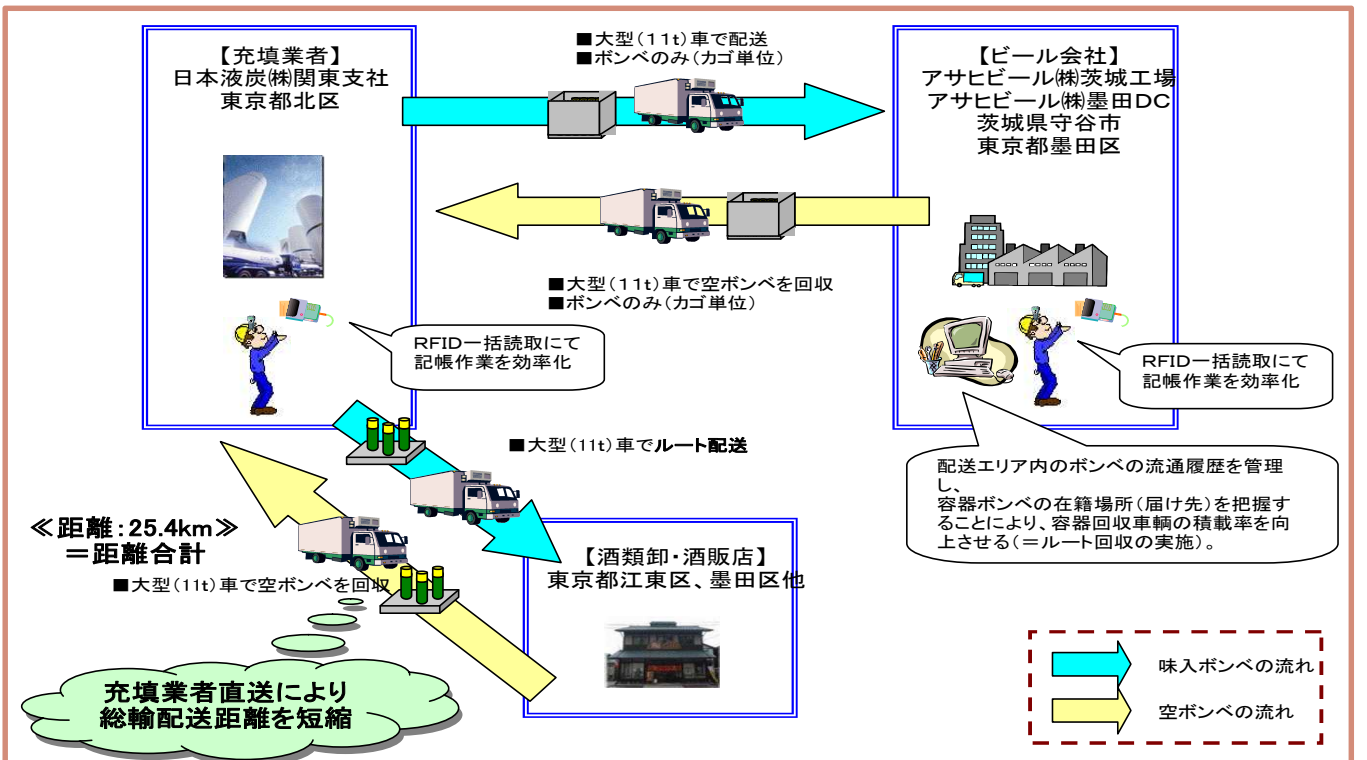 【充填業者】
日本液炭㈱関東支社
東京都北区
■大型(11t)車で配送
■ボンベのみ(カゴ単位)
【ビール会社】
アサヒビール㈱茨城工場
アサヒビール㈱墨田DC
茨城県守谷市
東京都墨田区
■大型(11t)車で空ボンベを回収
■ボンベのみ(カゴ単位)
RFID一括読取にて
記帳作業を効率化
RFID一括読取にて
記帳作業を効率化
■大型(11t)車でルート配送
配送エリア内のボンベの流通履歴を管理
し、
容器ボンベの在籍場所(届け先)を把握す
ることにより、容器回収車輌の積載率を向
上させる(=ルート回収の実施)。
≪距離:25.4km≫
=距離合計
■大型(11t)車で空ボンベを回収
【酒類卸・酒販店】
東京都江東区、墨田区他
充填業者直送により
総輸配送距離を短縮
味入ボンベの流れ
空ボンベの流れ